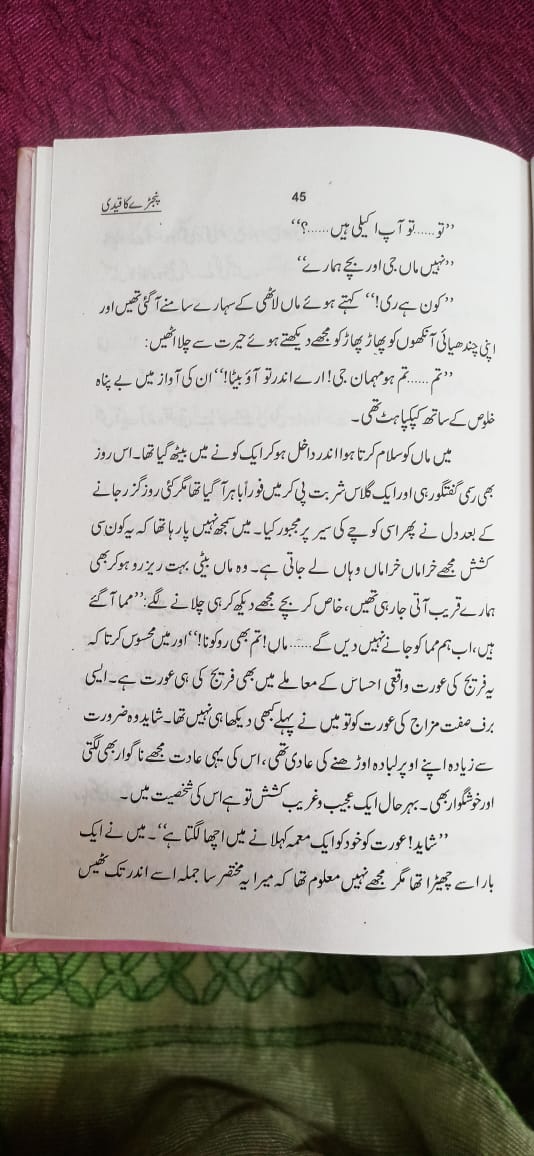 پنجرے کا قیدی
45
”تو......تو آپ اکیلی ہیں......؟“
”نہیں ماں جی اور بچے ہمارے“
”کون ہے ری!“ کہتے ہوئے ماں لاٹھی کے سہارے سامنے آ گئی تھیں اور
اپنی چندھیائی آنکھوں کو پھاڑ پھاڑ کو مجھے دیکھتے ہوئے حیرت سے چلا اٹھیں:
”تم......تم ہو مہمان جی! ارے اندر تو آؤ بیٹا!“ ان کی آواز میں بے پناہ
خلوص کے ساتھ کپکپاہٹ تھی۔
میں ماں کو سلام کرتا ہوا اندر داخل ہو کر ایک کونے میں بیٹھ گیا تھا۔ اس روز
بھی رسمی گفتگو رہی اور ایک گلاس شربت پی کر میں فوراً باہر آ گیا تھا مگر کئی روز گزر جانے
کے بعد دل نے پھر اسی کوچے کی سیر پر مجبور کیا۔ میں سمجھ نہیں پا رہا تھا کہ یہ کون سی
کشش مجھے خراماں خراماں وہاں لے جاتی ہے۔ وہ ماں بیٹی بہت ریزرو ہو کر بھی
ہمارے قریب آتی جا رہی تھیں، خاص کر بچے مجھے دیکھ کر ہی چلانے لگے: ”مما آ گئے
ہیں، اب ہم مما کو جانے نہیں دیں گے......ماں! تم بھی روکو نا!“ اور میں محسوس کرتا کہ
یہ فریج کی عورت واقعی احساس کے معاملے میں بھی فریج کی ہی عورت ہے۔ ایسی
برف صفت مزاج کی عورت کو تو میں نے پہلے کبھی دیکھا ہی نہیں تھا۔ شاید وہ ضرورت
سے زیادہ اپنے اوپر لبادہ اوڑھنے کی عادی تھی، اس کی یہی عادت مجھے ناگوار بھی لگتی
اور خوشگوار بھی۔ بہرحال ایک عجیب و غریب کشش تو ہے اس کی شخصیت میں۔
”شاید! عورت کو خود کو ایک معمہ کہلانے میں اچھا لگتا ہے“۔ میں نے ایک
بار اسے چھیڑا تھا مگر مجھے نہیں معلوم تھا کہ میرا یہ مختصر سا جملہ اسے اندر تک ٹھیس